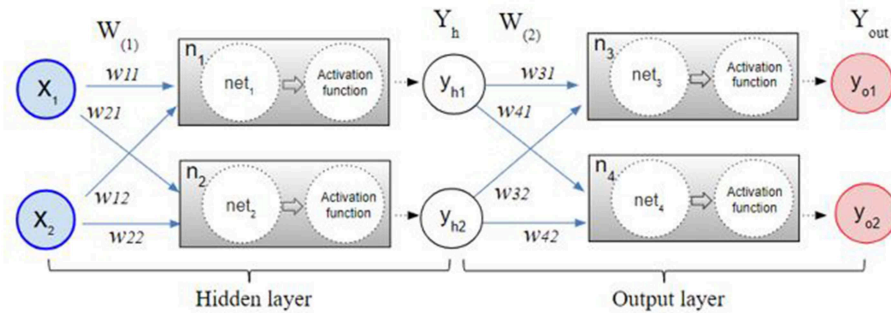 W(1) Yh W(2) Yout
X1 w11 n1 net1 Activation function yh1 w31 n3 net3 Activation function yo1
w21 w41
X2 w12 n2 net2 Activation function yh2 w32 n4 net4 Activation function yo2
w22 w42
Hidden layer Output layer